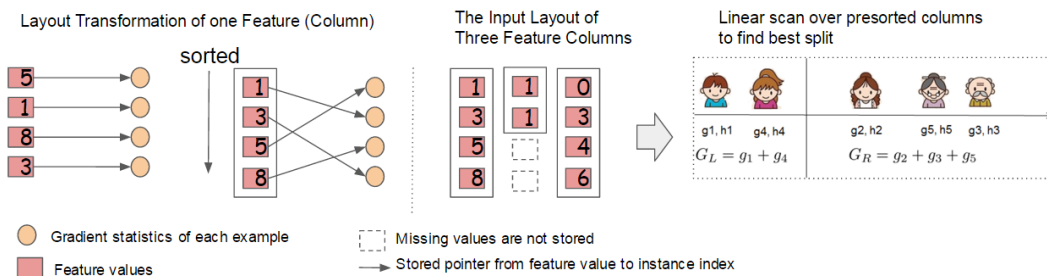 Layout Transformation of one Feature (Column)
The Input Layout of
Three Feature Columns
Linear scan over presorted columns
to find best split
sorted
5
1
8
3
1
3
5
8
1
3
5
8
1
1
0
3
4
6
g1, h1
g4, h4
g2, h2
g5, h5
g3, h3
G_L = g_1 + g_4
G_R = g_2 + g_3 + g_5
Gradient statistics of each example
Feature values
Missing values are not stored
Stored pointer from feature value to instance index